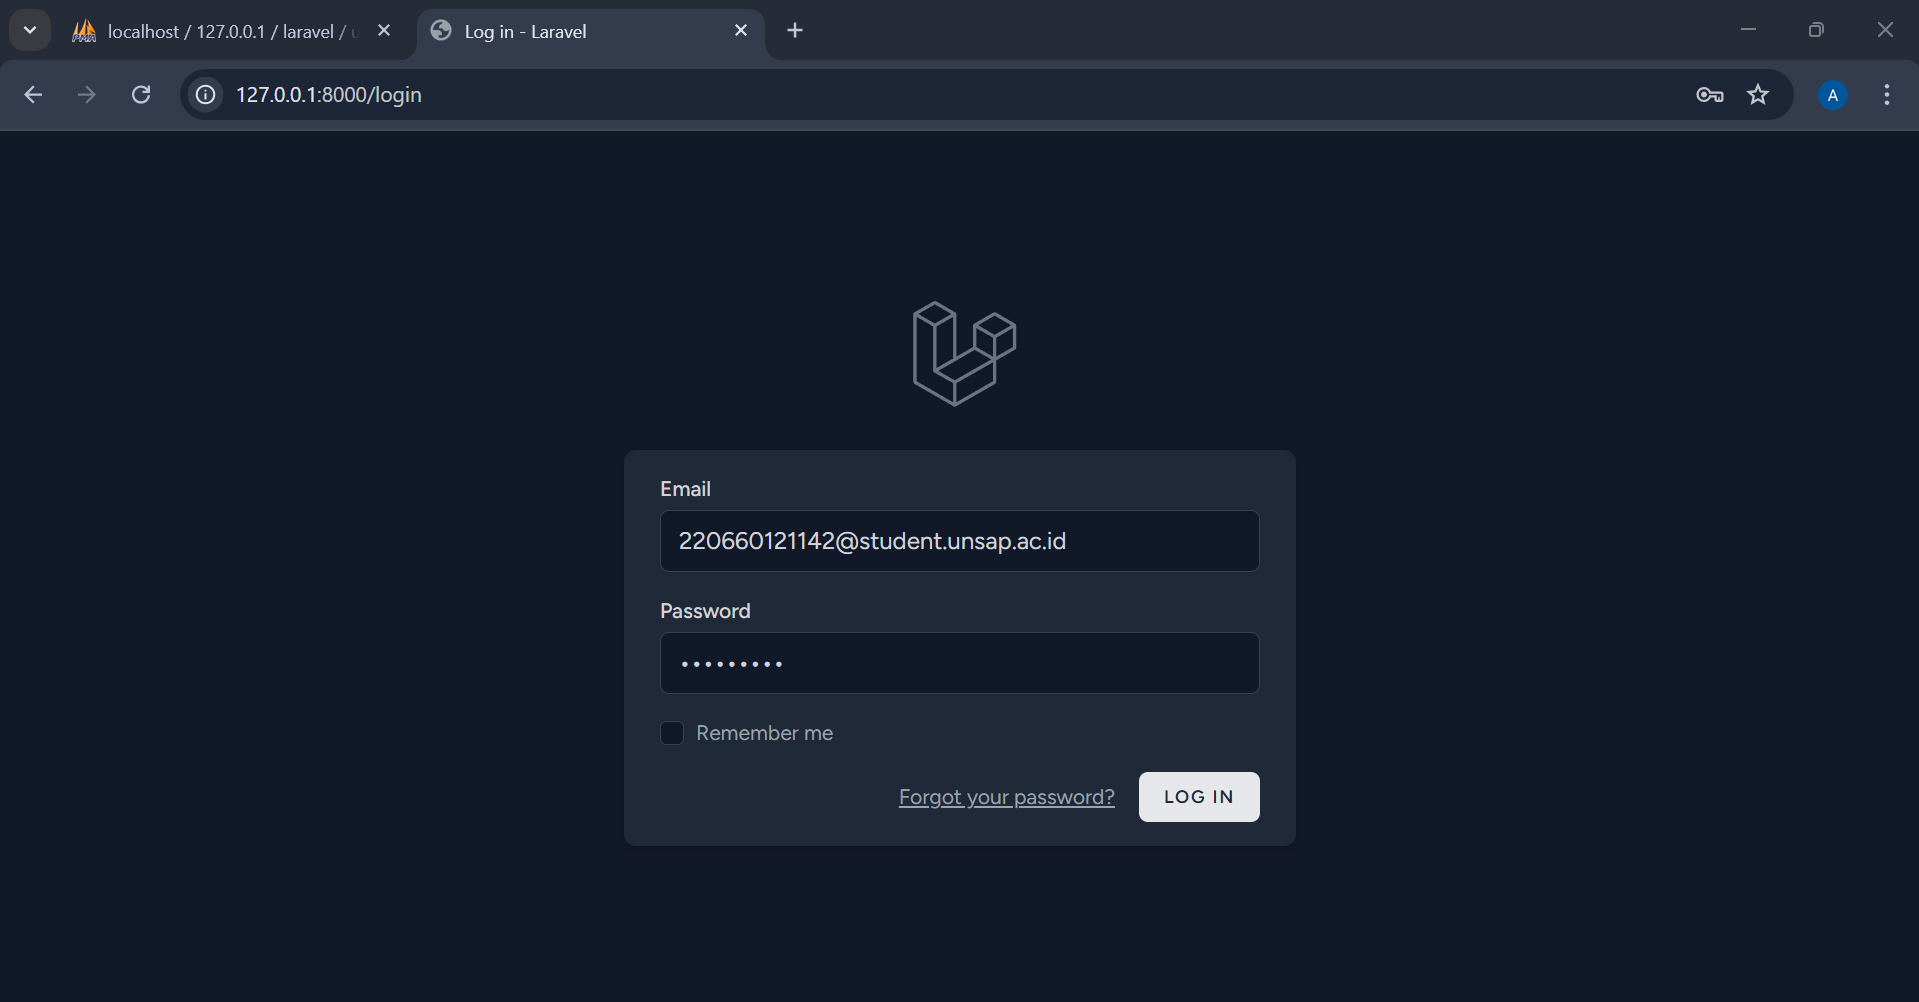 localhost / 127.0.0.1 / laravel /
Log in - Laravel
127.0.0.1:8000/login
A
Email
220660121142@student.unsap.ac.id
Password
•••••••••
Remember me
Forgot your password?
LOG IN